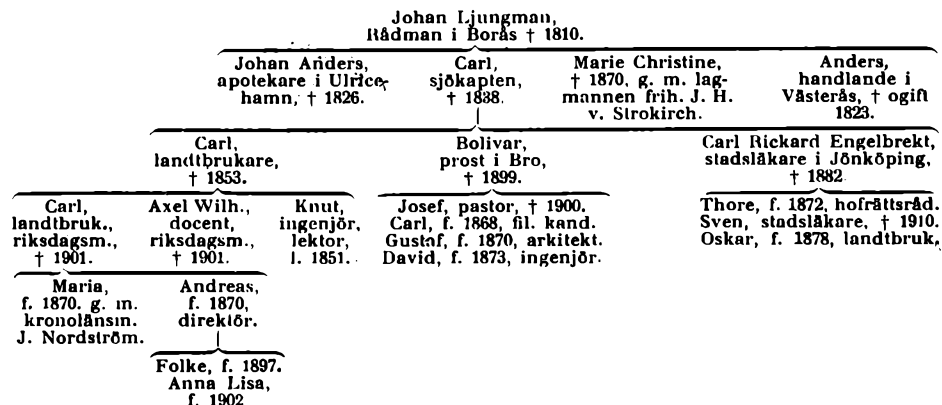 Johan Ljungman,
Rådman i Borås † 1810.
Johan Anders,
apotekare i Ulrice-
hamn, † 1826.
Carl,
sjökapten,
† 1838.
Marie Christine,
† 1870, g. m. lag-
mannen frih. J. H.
v. Strokirch.
Anders,
handlande i
Västerås, † ogift
1823.
Carl,
landtbrukare,
† 1853.
Bolivar,
prost i Bro,
† 1899.
Carl Rickard Engelbrekt,
stadsläkare i Jönköping,
† 1882
Carl,
landtbruk.,
riksdagsm.,
† 1901.
Axel Wilh.,
docent,
riksdagsm.,
† 1901.
Knut,
ingenjör,
lektor,
f. 1851.
Josef, pastor, † 1900.
Carl, f. 1868, fil. kand.
Gustaf, f. 1870, arkitekt.
David, f. 1873, ingenjör.
Thore, f. 1872, hofrättsråd.
Sven, stadsläkare, † 1910.
Oskar, f. 1878, landtbruk.
Maria,
f. 1870. g. m.
kronolänsm.
J. Nordström.
Andreas,
f. 1870,
direktör.
Folke, f. 1897.
Anna Lisa,
f. 1902